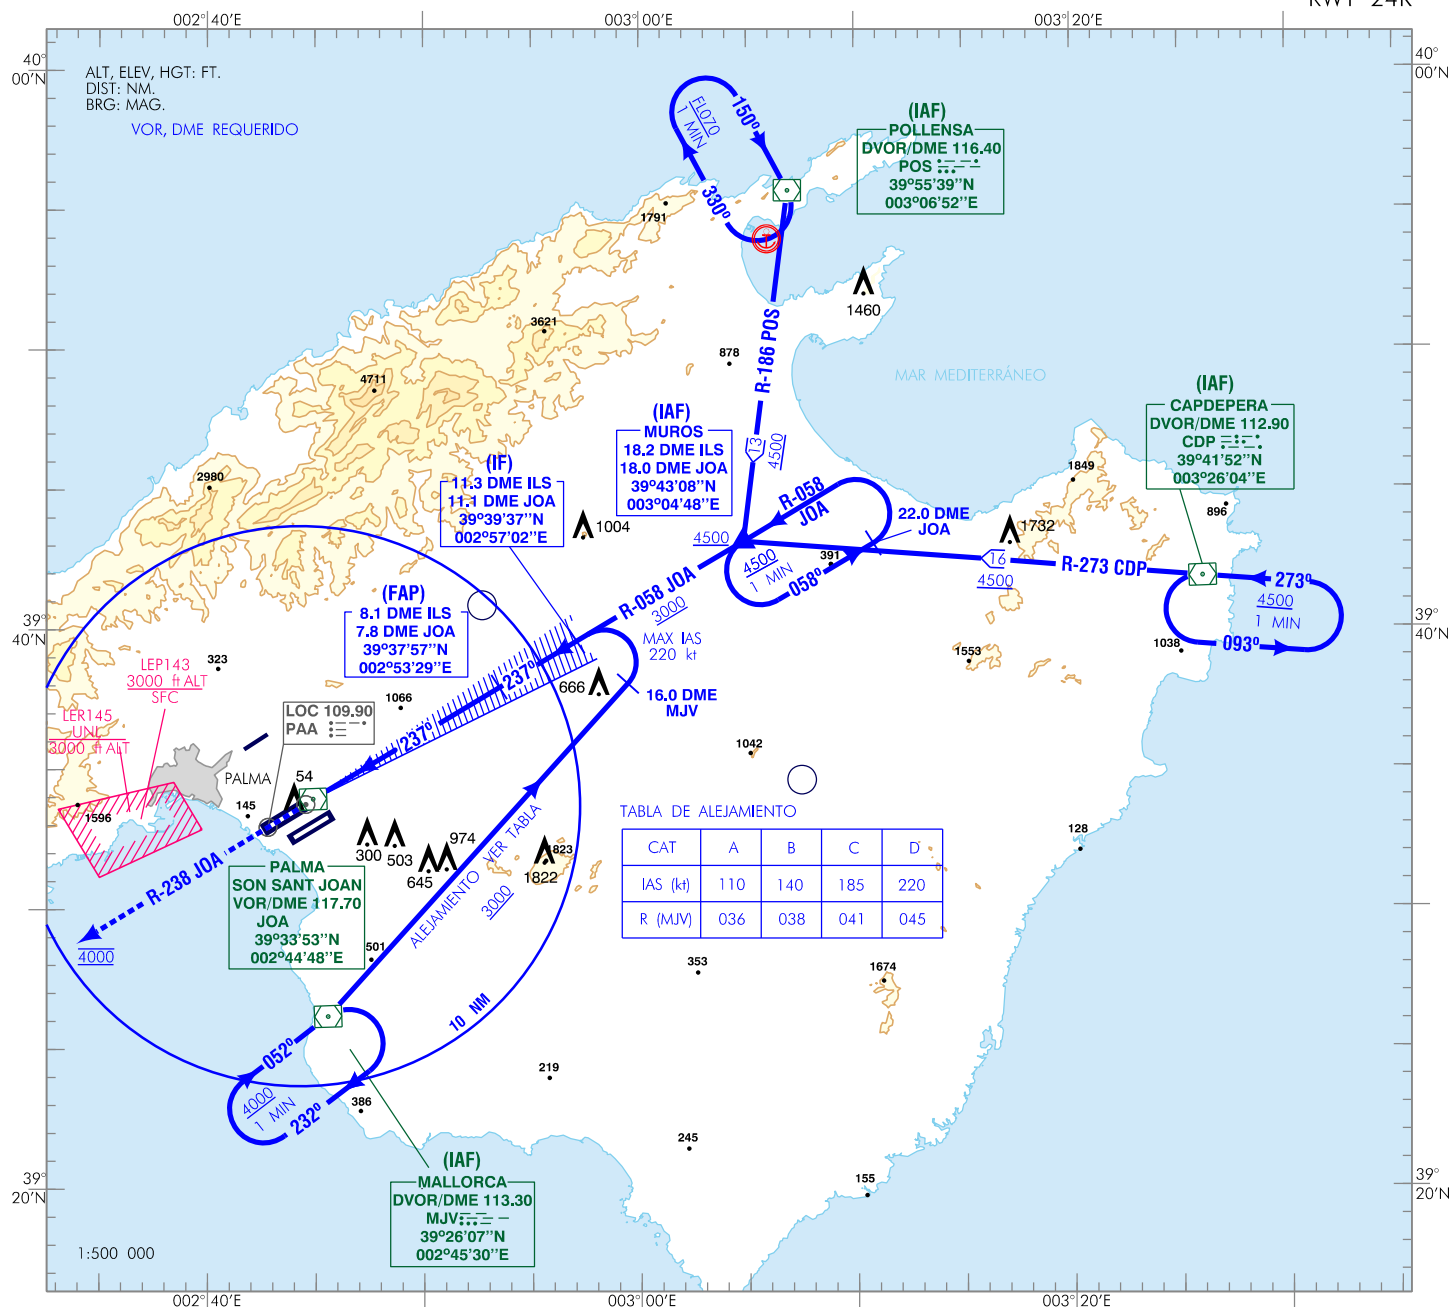 RWY 24R
002°40'E
003°00'E
003°20'E
40°
00'N
40°
00'N
ALT, ELEV, HGT: FT.
DIST: NM.
BRG: MAG.
VOR, DME REQUERIDO
FL070
1 MIN
150°
330°
(IAF)
POLLENSA
DVOR/DME 116.40
POS
39°55'39''N
003°06'52''E
1791
1460
3621
878
4711
R-186 POS
13
4500
MAR MEDITERRÁNEO
(IAF)
CAPDEPERA
DVOR/DME 112.90
CDP
39°41'52''N
003°26'04''E
(IAF)
MUROS
18.2 DME ILS
18.0 DME JOA
39°43'08''N
003°04'48''E
(IF)
11.3 DME ILS
11.1 DME JOA
39°39'37''N
002°57'02''E
2980
1849
896
R-058
JOA
22.0 DME
JOA
1004
1732
4500
4500
1 MIN
391
058°
16
4500
R-273 CDP
273°
4500
1 MIN
093°
R-058 JOA
3000
(FAP)
8.1 DME ILS
7.8 DME JOA
39°37'57''N
002°53'29''E
39°
40'N
39°
40'N
MAX IAS
220 kt
1038
1553
323
LEP143
3000 ft ALT
SFC
237°
666
16.0 DME
MJV
1066
LER145
UNL
3000 ft ALT
LOC 109.90
PAA
237°
1042
PALMA
54
145
1596
TABLA DE ALEJAMIENTO
CAT A B C D
IAS (kt) 110 140 185 220
R (MJV) 036 038 041 045
128
300
503
645
974
1823
1822
ALEJAMIENTO VER TABLA
3000
R-238 JOA
4000
PALMA
SON SANT JOAN
VOR/DME 117.70
JOA
39°33'53''N
002°44'48''E
501
353
1674
10 NM
052°
4000
1 MIN
232°
219
386
245
155
(IAF)
MALLORCA
DVOR/DME 113.30
MJV
39°26'07''N
002°45'30''E
39°
20'N
39°
20'N
1:500 000
002°40'E
003°00'E
003°20'E